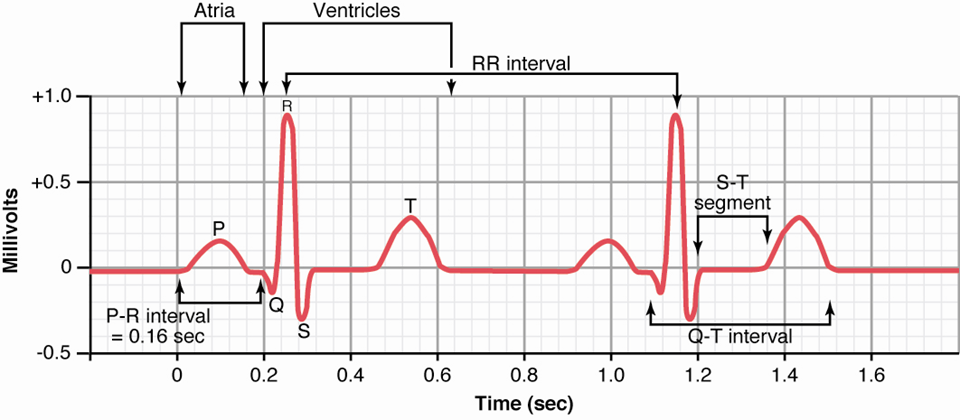 Atria
Ventricles
RR interval
+1.0
R
+0.5
S-T
segment
T
P
Millivolts
0
Q
P-R interval
= 0.16 sec
S
Q-T interval
-0.5
0 0.2 0.4 0.6 0.8 1.0 1.2 1.4 1.6
Time (sec)